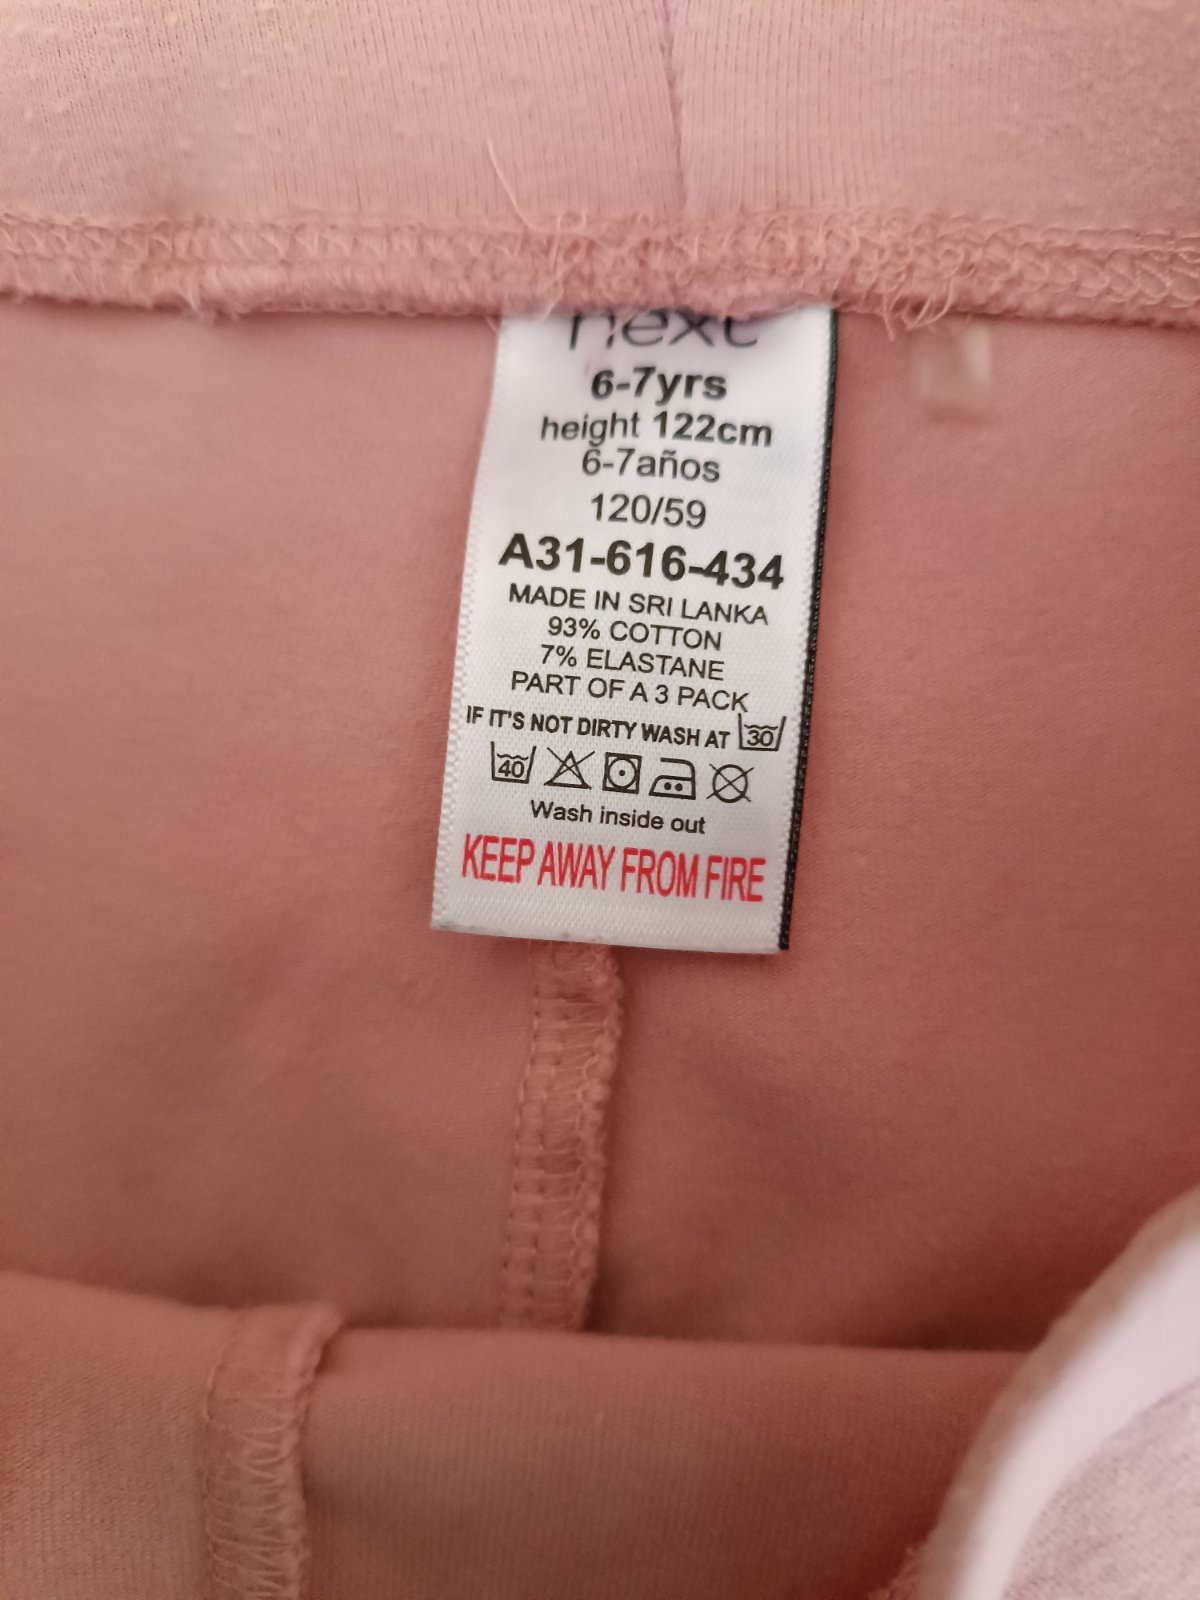 next
6-7yrs
height 122cm
6-7años
120/59
A31-616-434
MADE IN SRI LANKA
93% COTTON
7% ELASTANE
PART OF A 3 PACK
IF IT'S NOT DIRTY WASH AT 30
40
Wash inside out
KEEP AWAY FROM FIRE